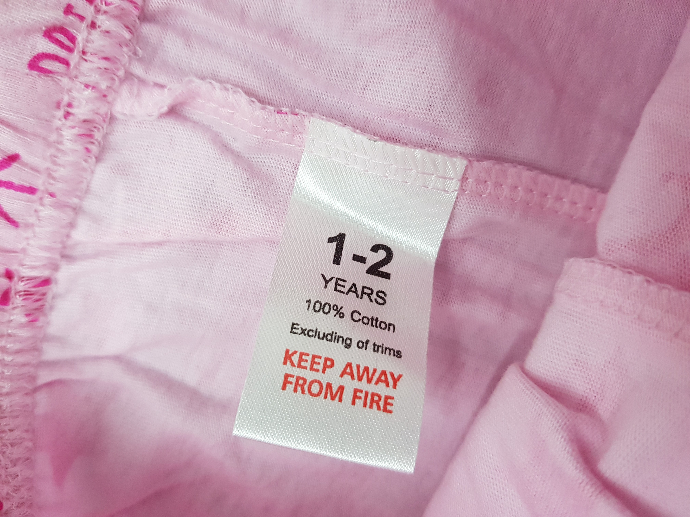 1-2
YEARS
100% Cotton
Excluding of trims
KEEP AWAY
FROM FIRE